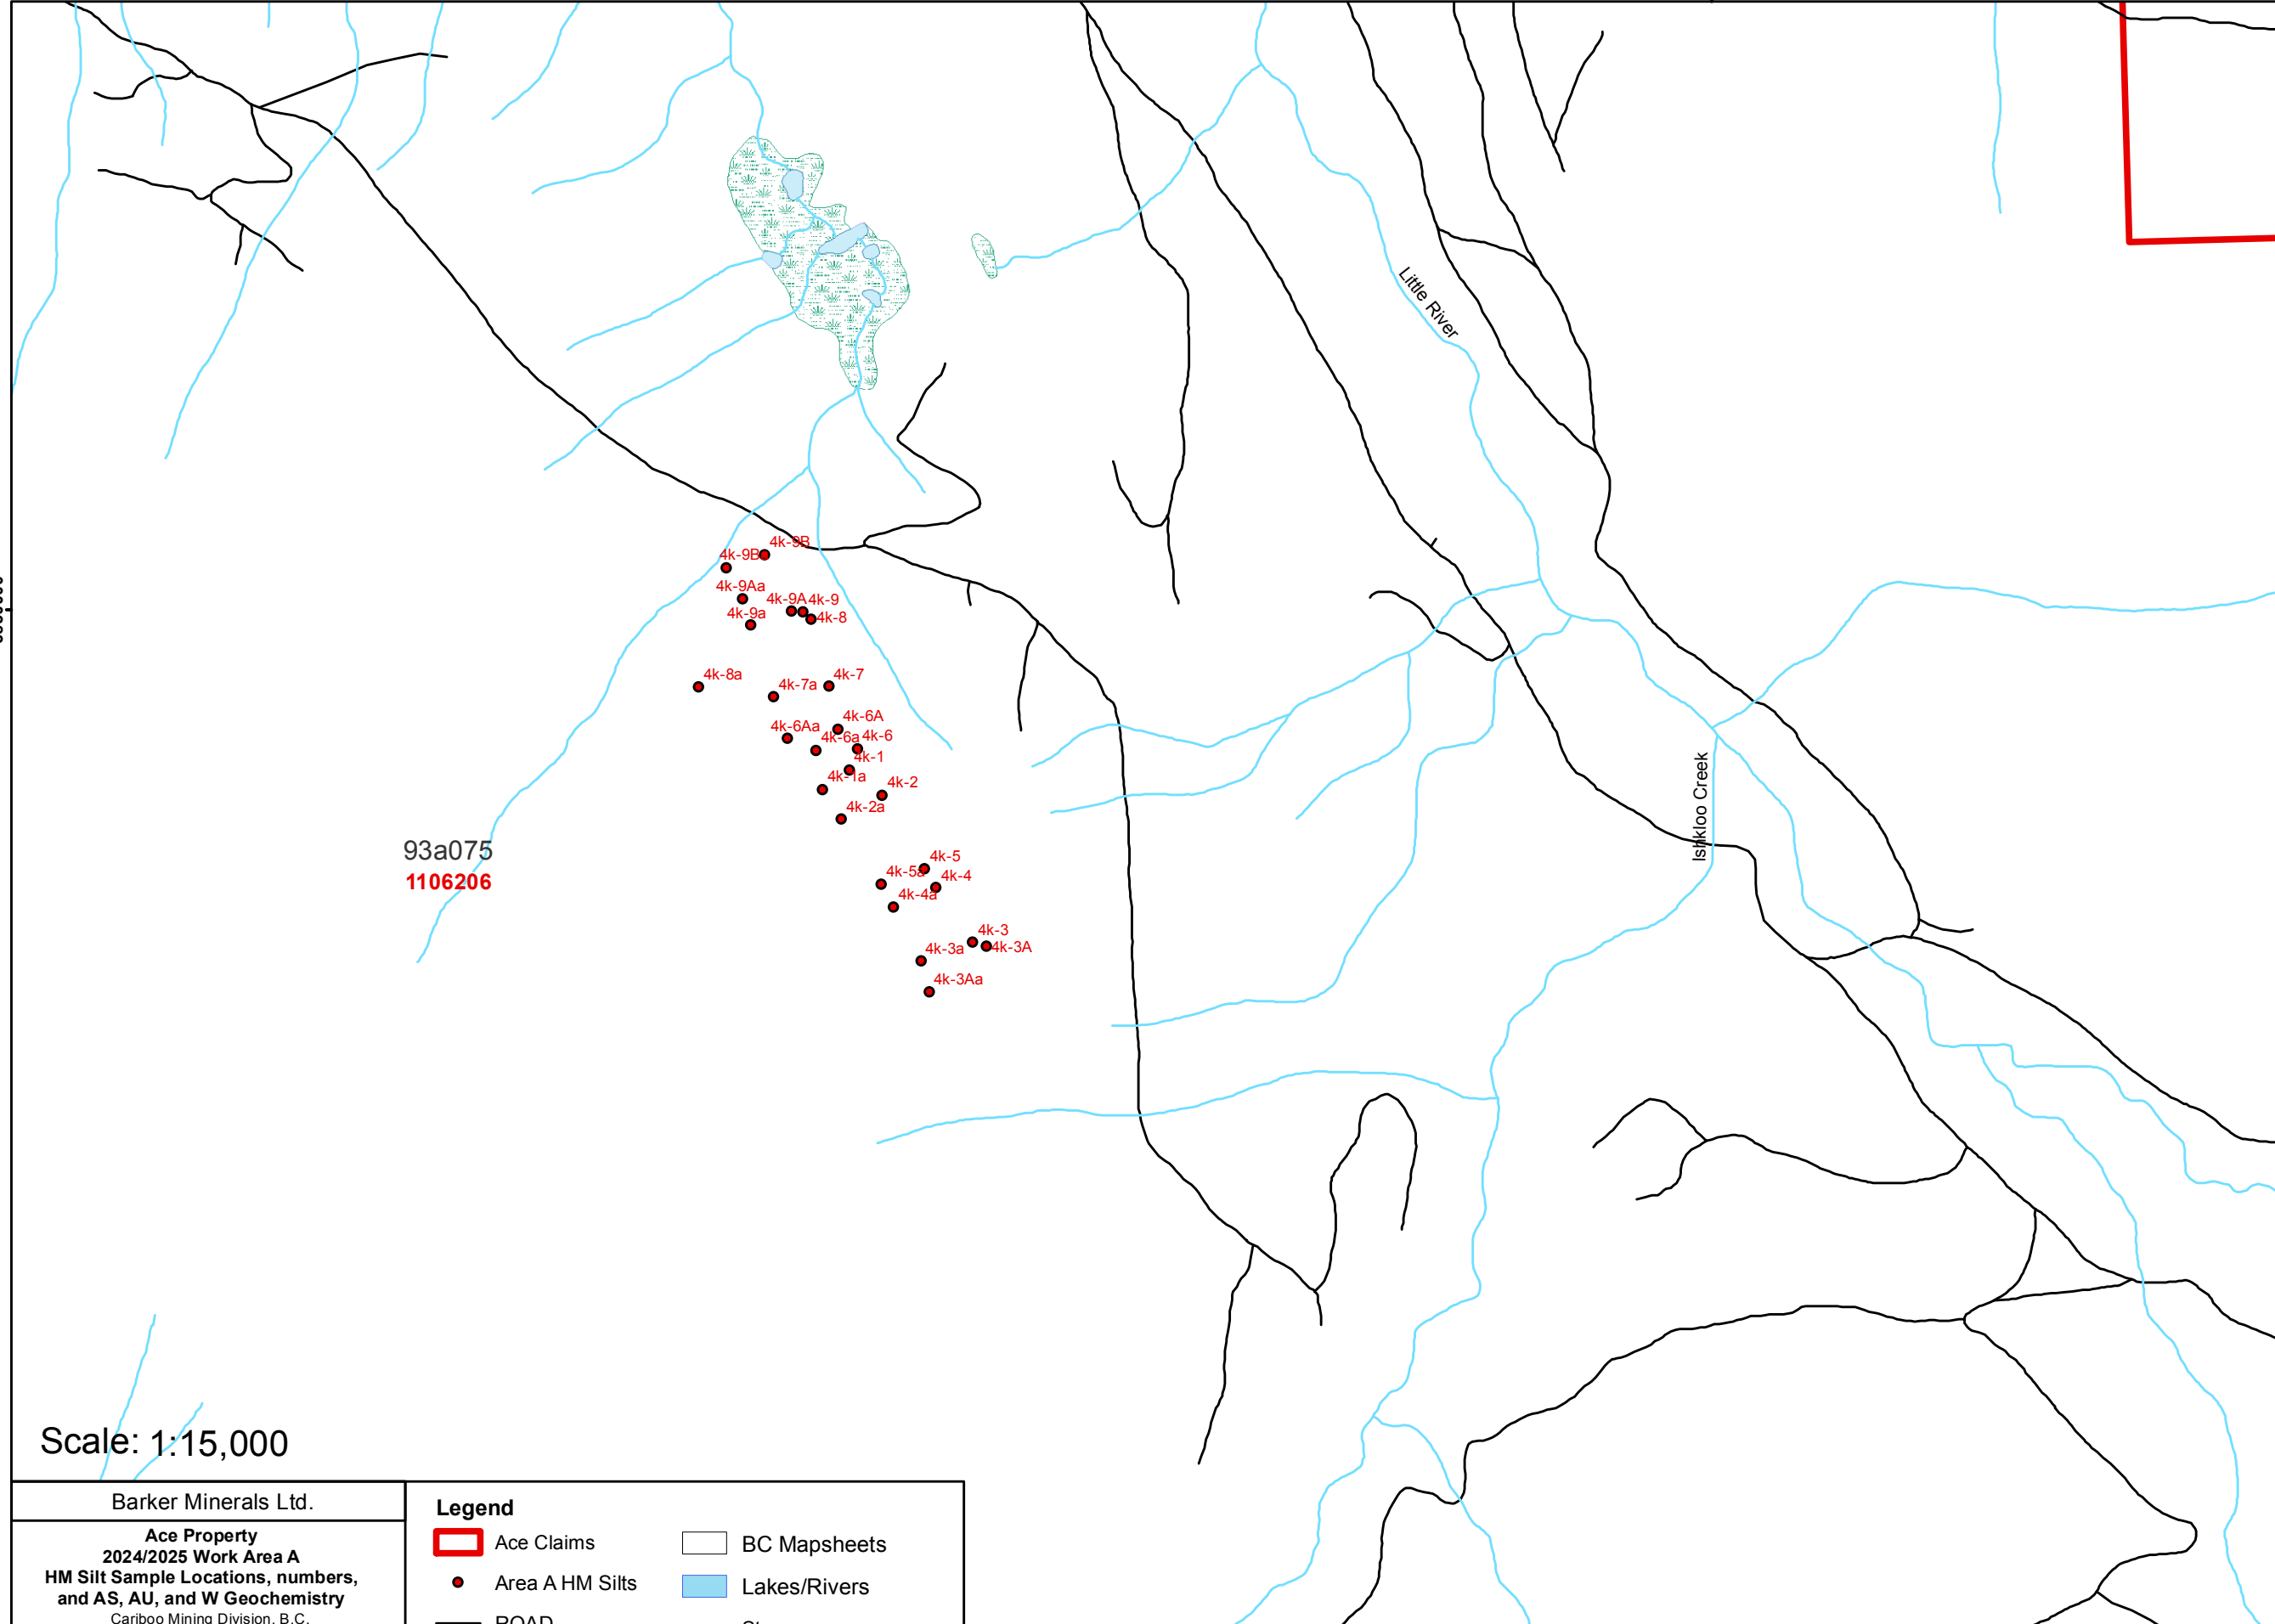 Little River
4k-9B
4k-9B
4k-9Aa
4k-9A
4k-9
4k-9a
4k-8
4k-8a
4k-7a
4k-7
4k-6A
4k-6Aa
4k-6a
4k-6
4k-1
4k-1a
4k-2
4k-2a
Ishkloo Creek
93a075
1106206
4k-5
4k-5a
4k-4
4k-4a
4k-3
4k-3a
4k-3A
4k-3Aa
Scale: 1:15,000
Barker Minerals Ltd.
Ace Property
2024/2025 Work Area A
HM Silt Sample Locations, numbers,
and AS, AU, and W Geochemistry
Cariboo Mining Division, B.C.
Legend
Ace Claims
Area A HM Silts
ROAD
BC Mapsheets
Lakes/Rivers